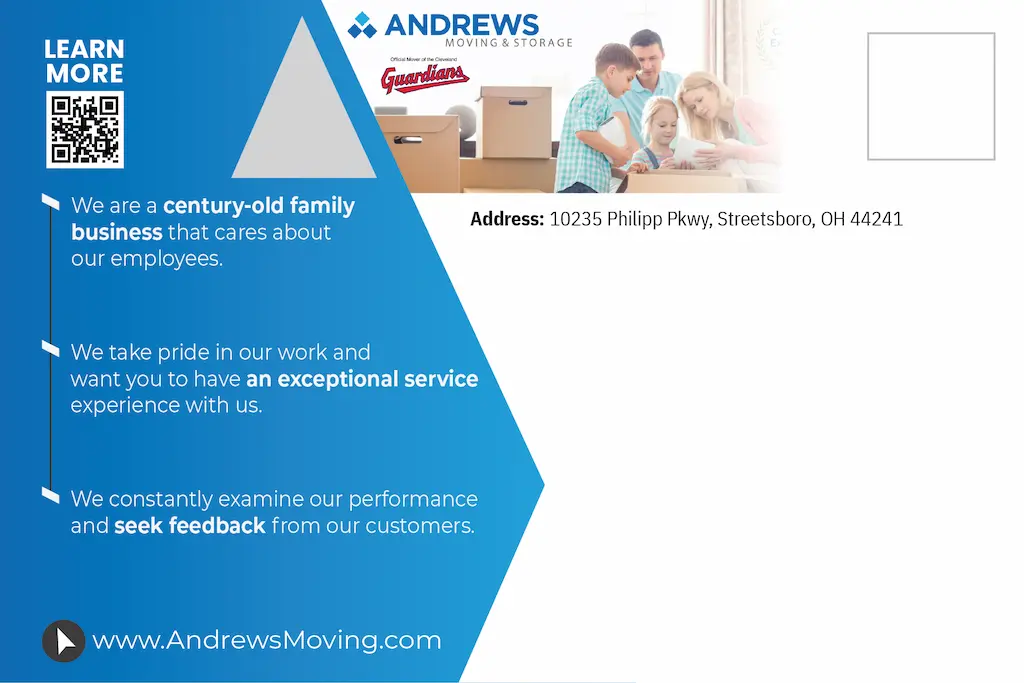 LEARN
MORE
ANDREWS
MOVING & STORAGE
Official Mover of the Cleveland
Guardians
Address: 10235 Philipp Pkwy, Streetsboro, OH 44241
We are a century-old family
business that cares about
our employees.
We take pride in our work and
want you to have an exceptional service
experience with us.
We constantly examine our performance
and seek feedback from our customers.
www.AndrewsMoving.com